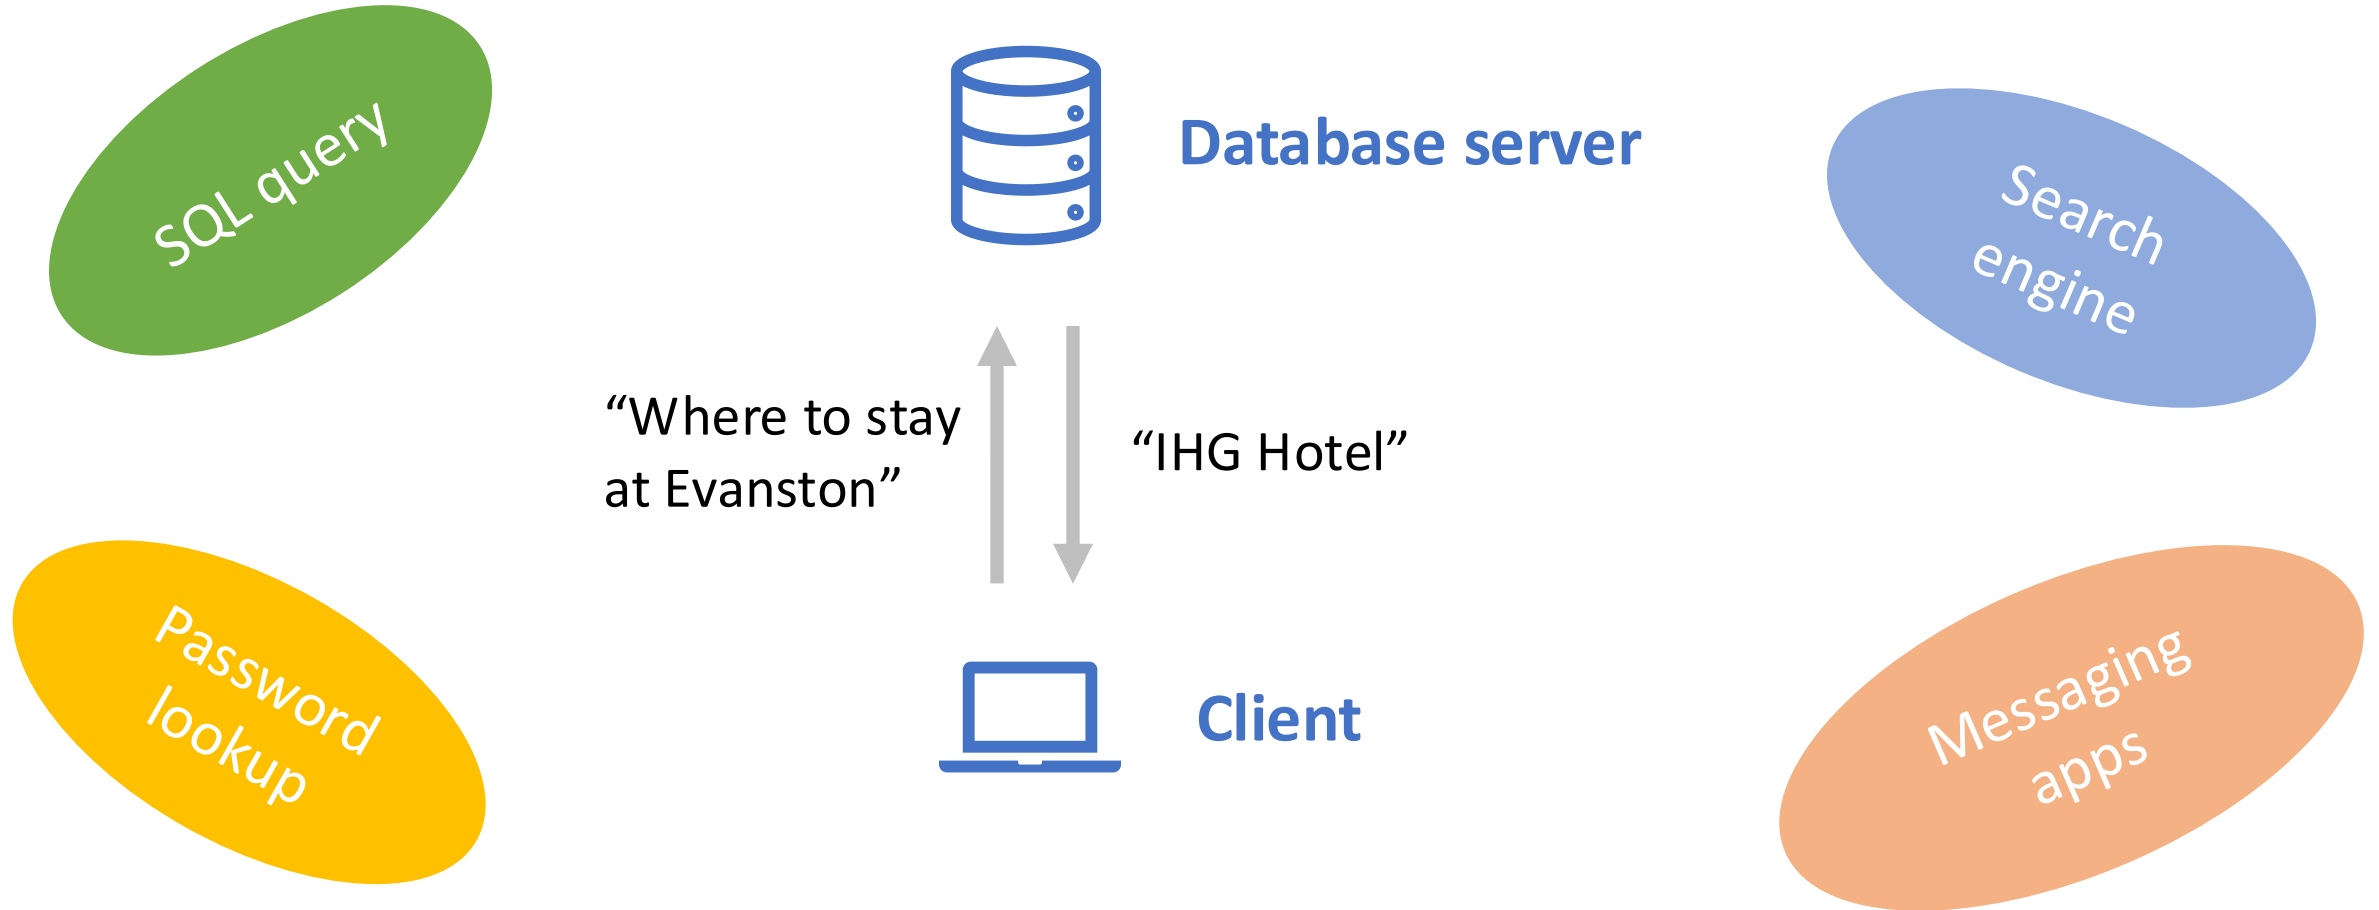 SQL query
Database server
Search
engine
“Where to stay
at Evanston”
“IHG Hotel”
Password
lookup
Client
Messaging
apps